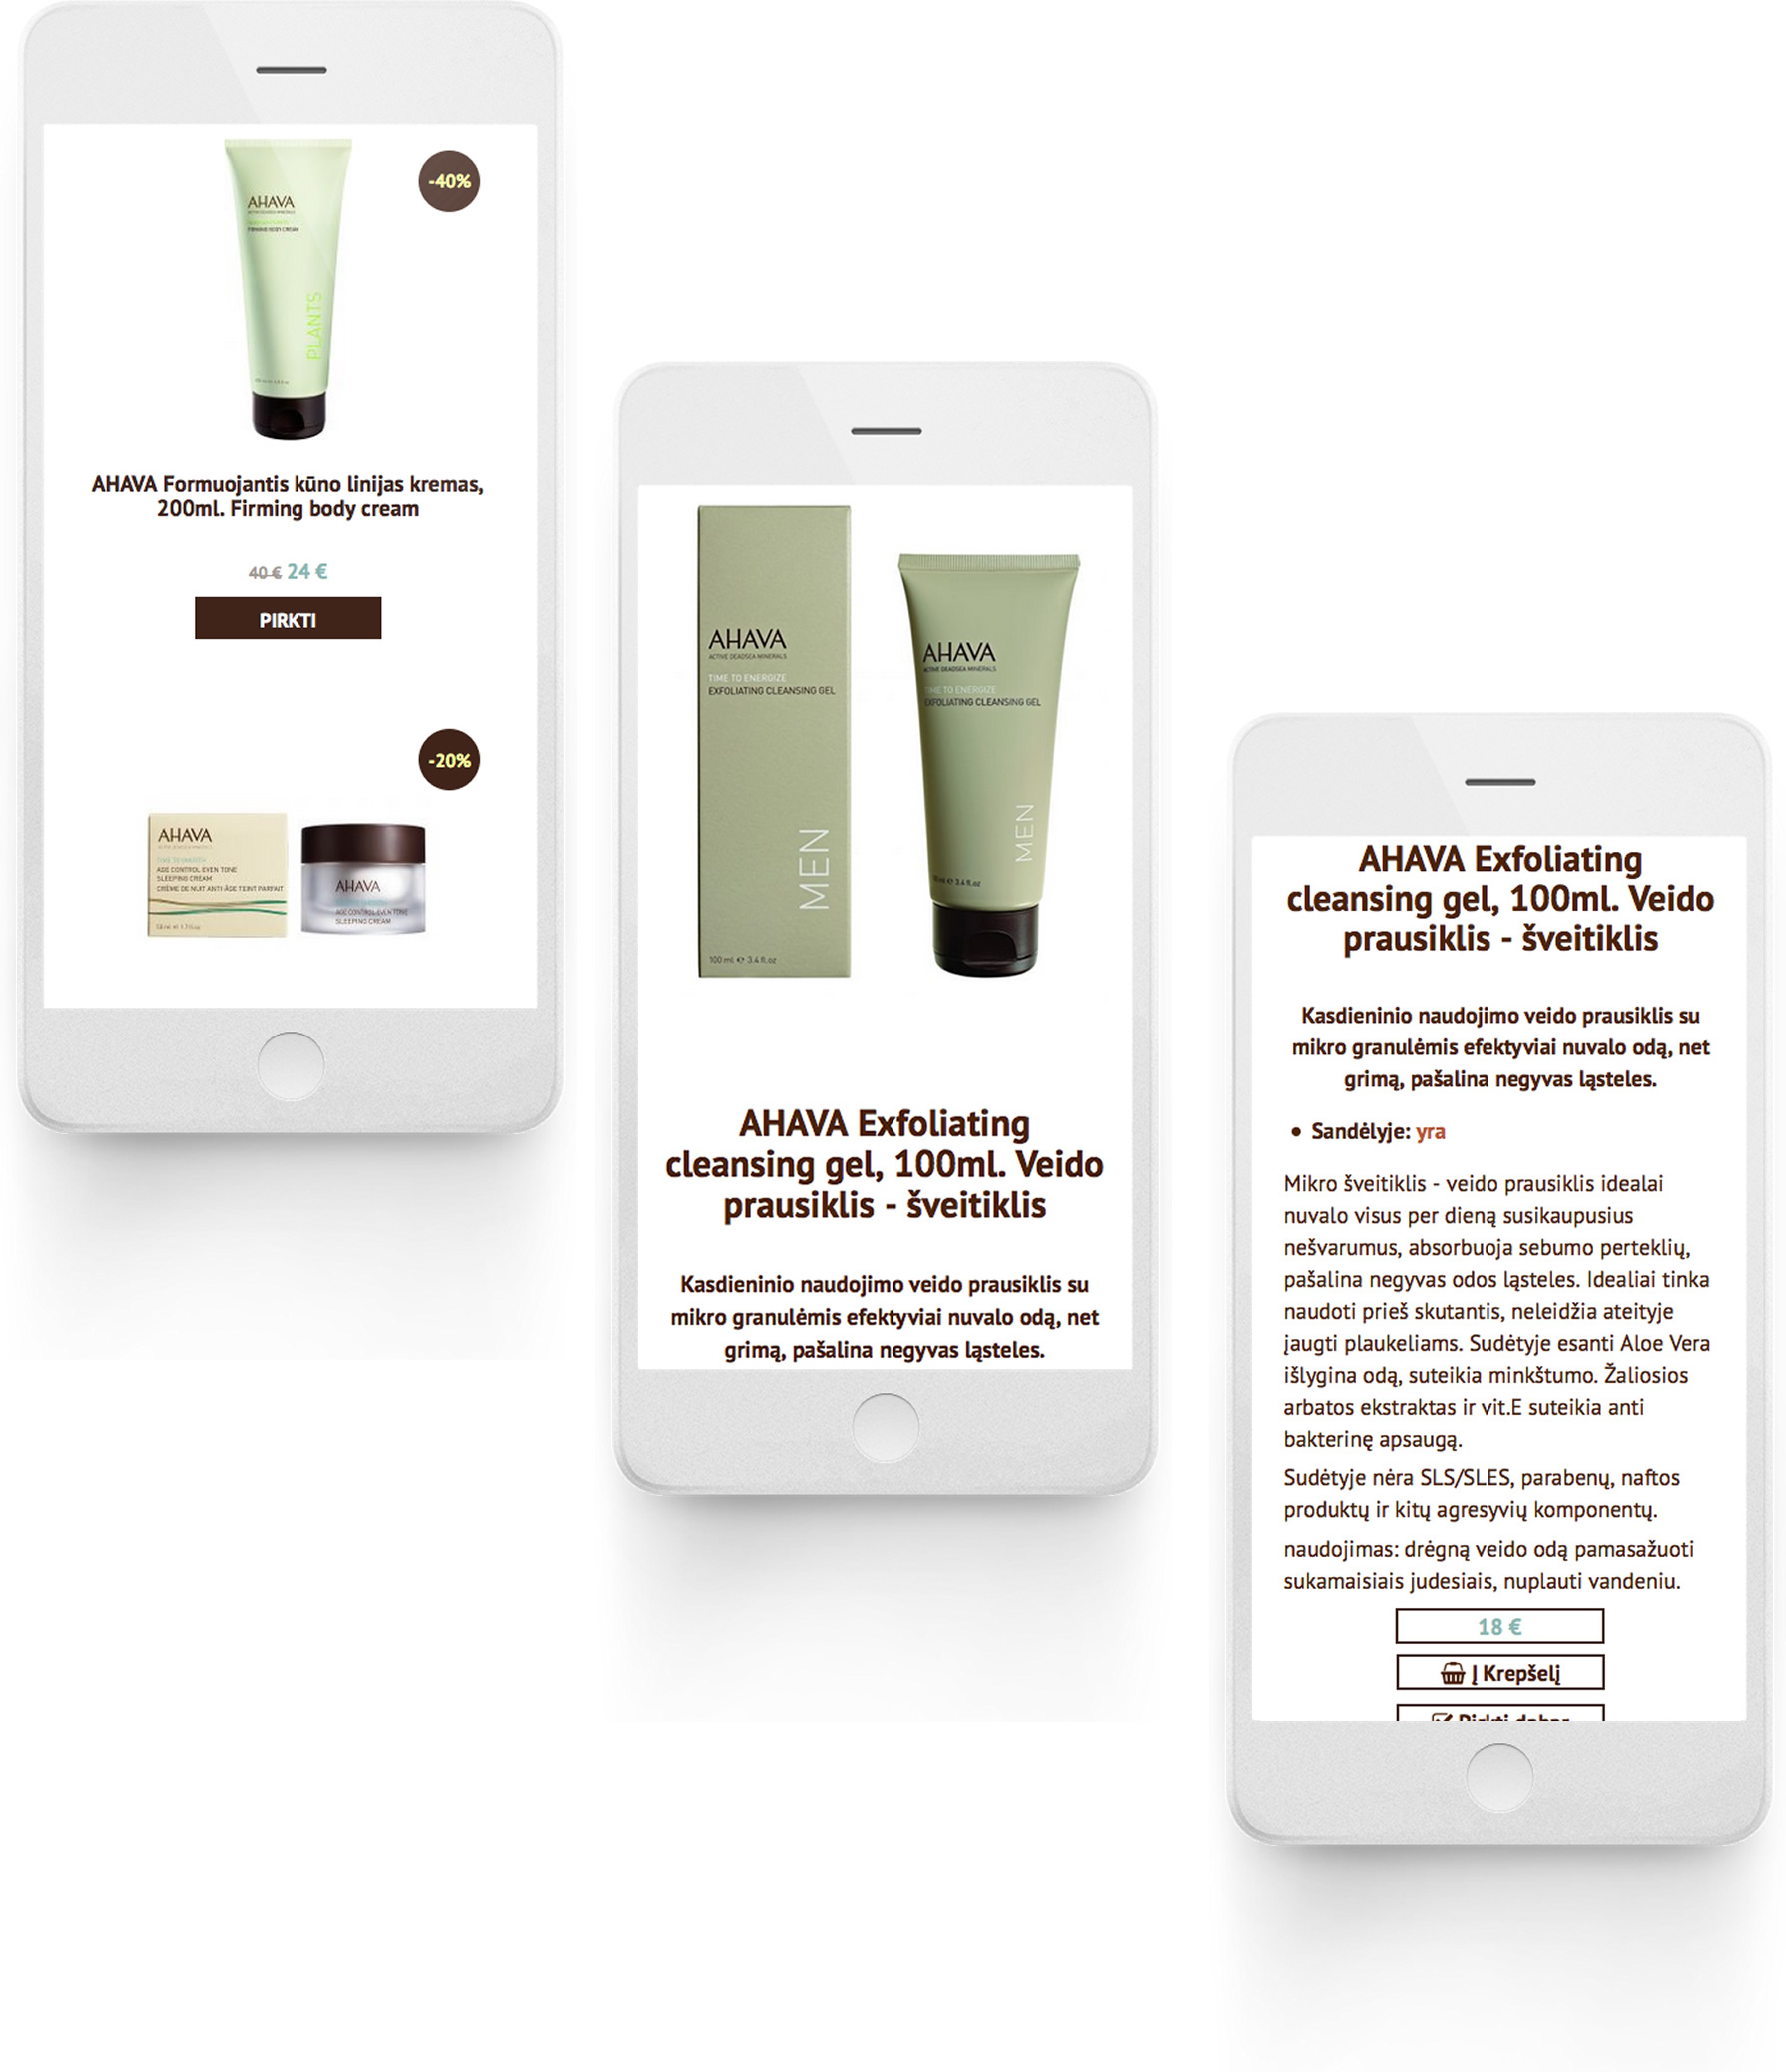 -40%
AHAVA
FIRMING BODY CREAM
PLANTS
AHAVA Formuojantis kūno linijas kremas,
200ml. Firming body cream
40 € 24 €
PIRKTI
-20%
AHAVA
AGE CONTROL EVEN TONE
SLEEPING CREAM
CRÈME DE NUIT ANTI-ÂGE TEINT PARFAIT
AHAVA
AGE CONTROL EVEN TONE
SLEEPING CREAM
AHAVA
ACTIVE DEADSEA MINERALS
TIME TO ENERGIZE
EXFOLIATING CLEANSING GEL
MEN
100 ml ℮ 3.4 fl.oz
AHAVA
ACTIVE DEADSEA MINERALS
TIME TO ENERGIZE
EXFOLIATING CLEANSING GEL
MEN
3.4 fl.oz
AHAVA Exfoliating
cleansing gel, 100ml. Veido
prausiklis - šveitiklis
Kasdieninio naudojimo veido prausiklis su
mikro granulėmis efektyviai nuvalo odą, net
grimą, pašalina negyvas ląsteles.
AHAVA Exfoliating
cleansing gel, 100ml. Veido
prausiklis - šveitiklis
Kasdieninio naudojimo veido prausiklis su
mikro granulėmis efektyviai nuvalo odą, net
grimą, pašalina negyvas ląsteles.
• Sandėlyje: yra
Mikro šveitiklis - veido prausiklis idealai
nuvalo visus per dieną susikaupusius
nešvarumus, absorbuoja sebumo perteklių,
pašalina negyvas odos ląsteles. Idealiai tinka
naudoti prieš skutantis, neleidžia ateityje
įaugti plaukeliams. Sudėtyje esanti Aloe Vera
išlygina odą, suteikia minkštumo. Žaliosios
arbatos ekstraktas ir vit.E suteikia anti
bakterinę apsaugą.
Sudėtyje nėra SLS/SLES, parabenų, naftos
produktų ir kitų agresyvių komponentų.
naudojimas: drėgną veido odą pamasažuoti
sukamaisiais judesiais, nuplauti vandeniu.
18 €
Į Krepšelį
Pirkti dabar